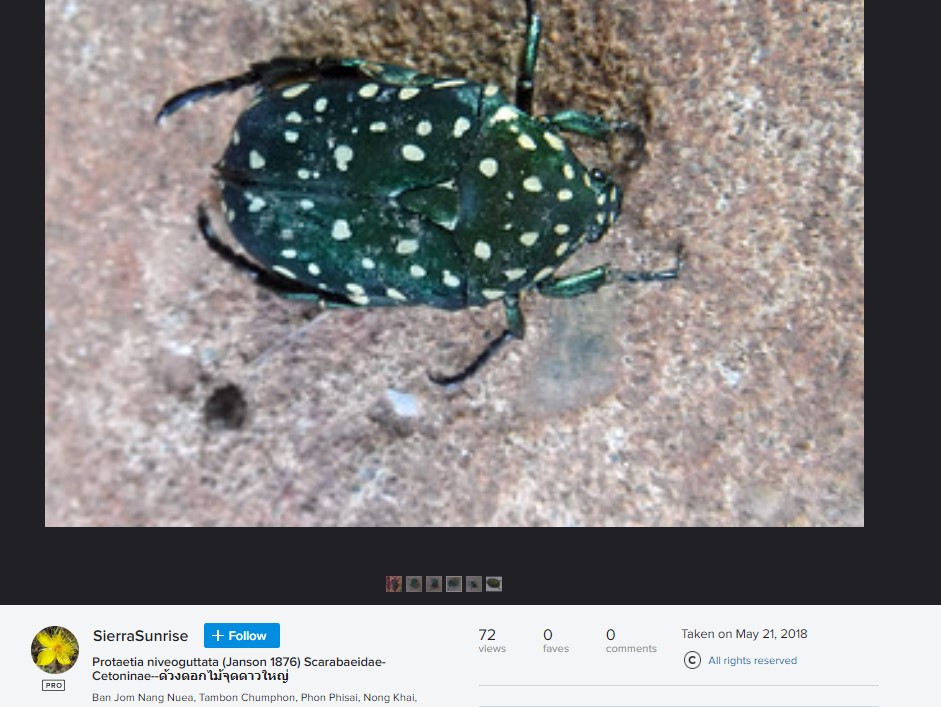 SierraSunrise
+ Follow
PRO
Protaetia niveoguttata (Janson 1876) Scarabaeidae-
Cetoninae--ด้วงดอกไม้จุดดาวใหญ่
Ban Jom Nang Nuea, Tambon Chumphon, Phon Phisai, Nong Khai,
72
views
0
faves
0
comments
Taken on May 21, 2018
© All rights reserved